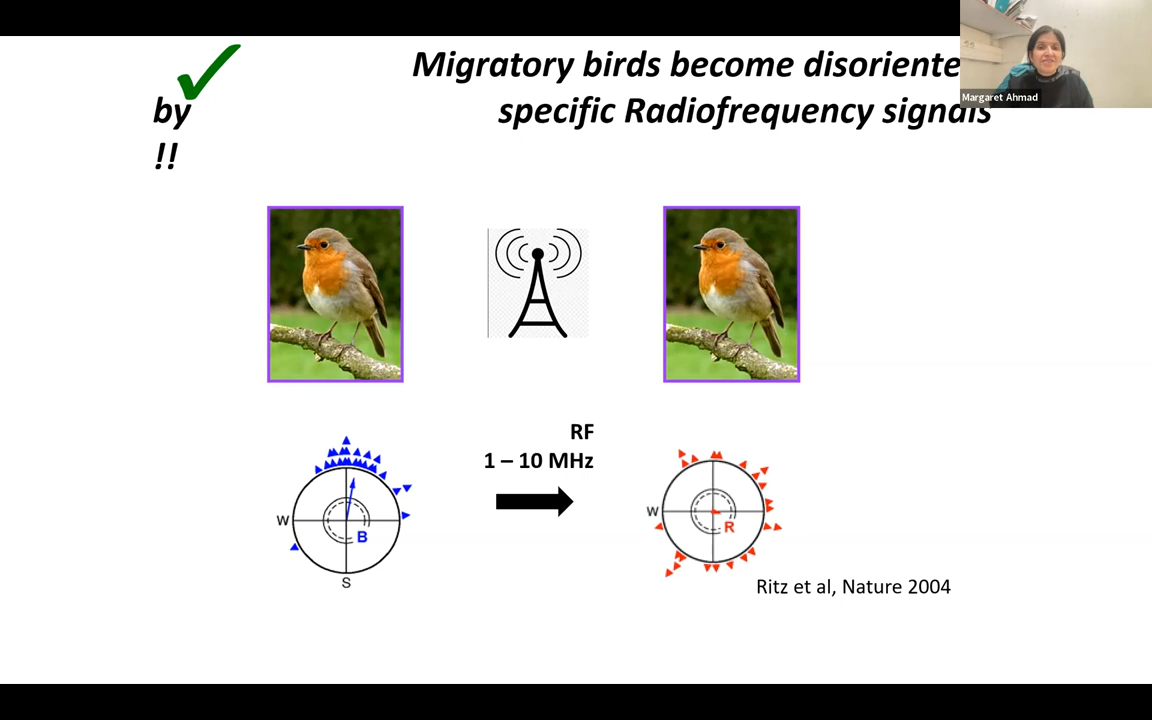 Migratory birds become disoriente
by specific Radiofrequency signals
!!
Margaret Ahmad
RF
1 – 10 MHz
W
B
S
W
R
Ritz et al, Nature 2004